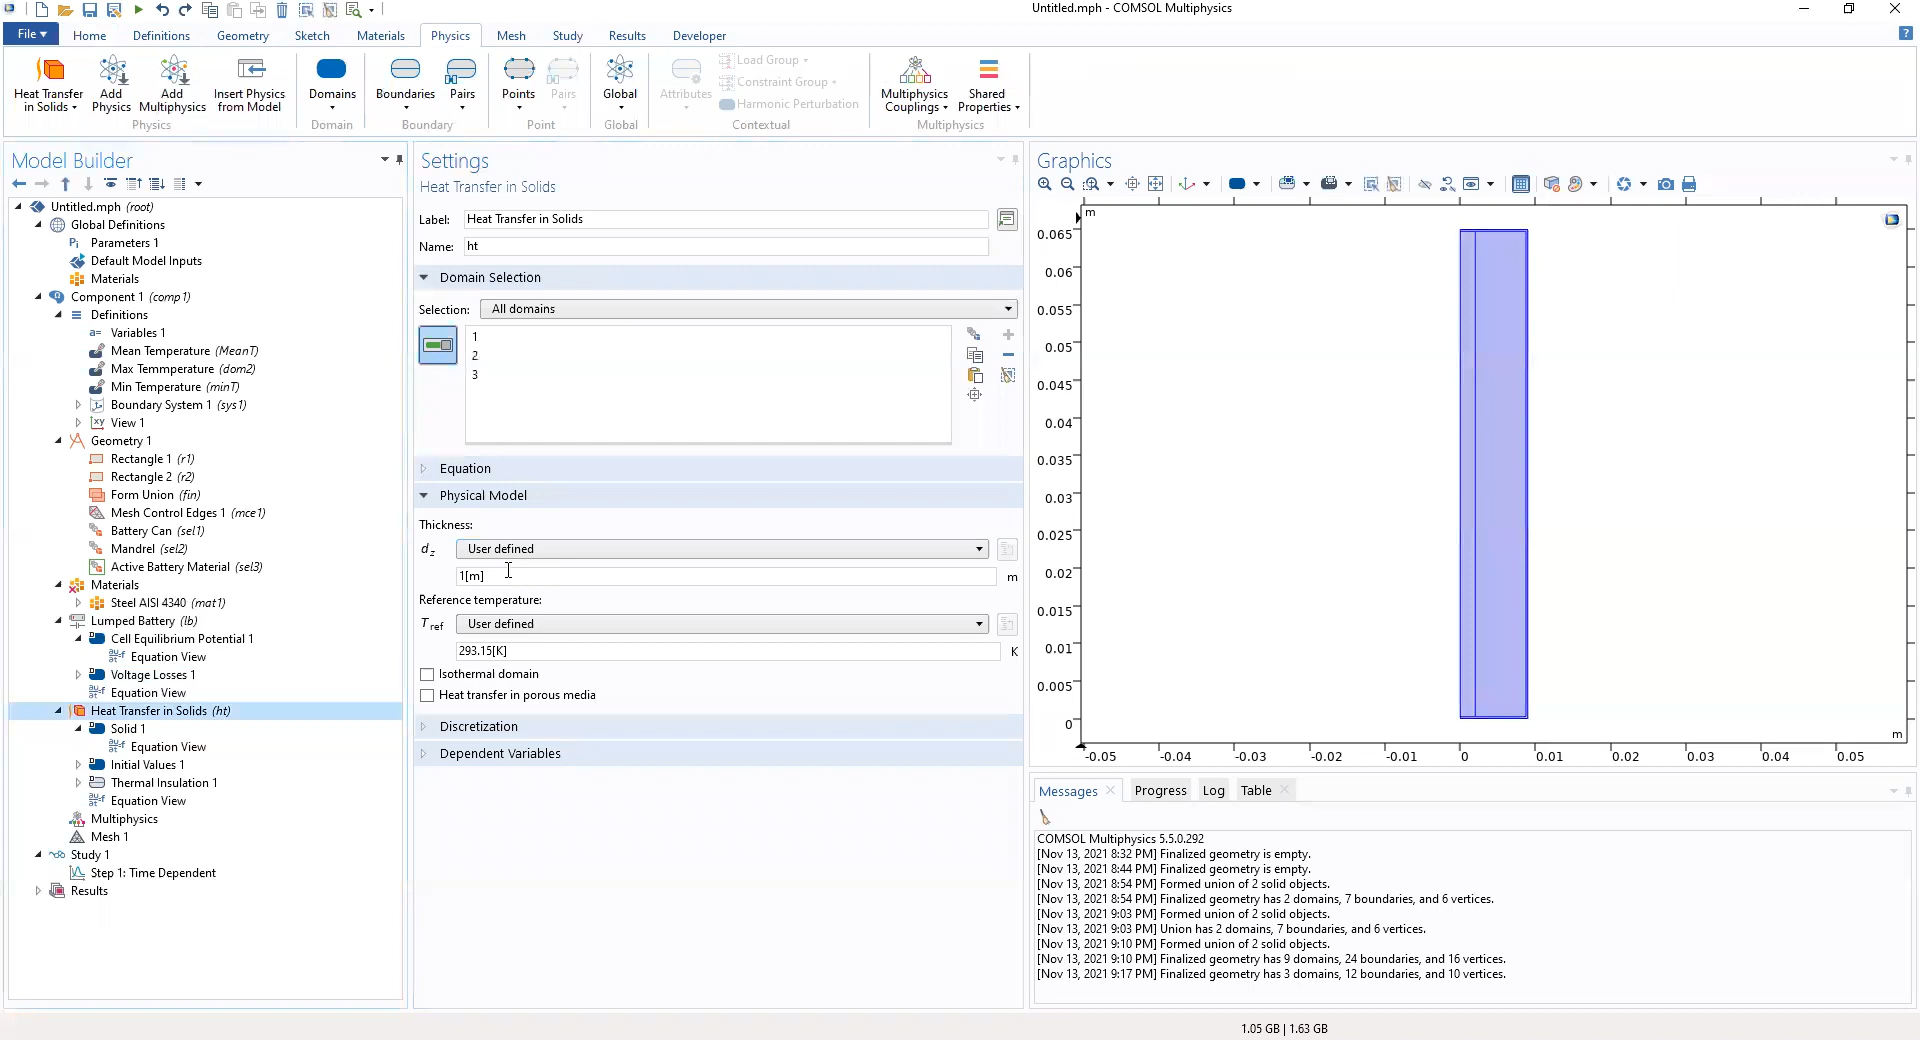 Untitled.mph - COMSOL Multiphysics
File
Home
Definitions
Geometry
Sketch
Materials
Physics
Mesh
Study
Results
Developer
Heat Transfer in Solids
Add Physics
Add Multiphysics
Insert Physics from Model
Physics
Domains
Domain
Boundaries
Pairs
Boundary
Points
Pairs
Point
Global
Global
Attributes
Load Group
Constraint Group
Harmonic Perturbation
Contextual
Multiphysics Couplings
Shared Properties
Multiphysics
Model Builder
Untitled.mph (root)
Global Definitions
Pi Parameters 1
Default Model Inputs
Materials
Component 1 (comp1)
Definitions
a= Variables 1
Mean Temperature (MeanT)
Max Temmperature (dom2)
Min Temperature (minT)
Boundary System 1 (sys1)
xy View 1
Geometry 1
Rectangle 1 (r1)
Rectangle 2 (r2)
Form Union (fin)
Mesh Control Edges 1 (mce1)
Battery Can (sel1)
Mandrel (sel2)
Active Battery Material (sel3)
Materials
Steel AISI 4340 (mat1)
Lumped Battery (lb)
Cell Equilibrium Potential 1
Equation View
Voltage Losses 1
Equation View
Heat Transfer in Solids (ht)
Solid 1
Equation View
Initial Values 1
Thermal Insulation 1
Equation View
Multiphysics
Mesh 1
Study 1
Step 1: Time Dependent
Results
Settings
Heat Transfer in Solids
Label: Heat Transfer in Solids
Name: ht
Domain Selection
Selection: All domains
1
2
3
Equation
Physical Model
Thickness:
dz User defined
1[m] m
Reference temperature:
Tref User defined
293.15[K] K
Isothermal domain
Heat transfer in porous media
Discretization
Dependent Variables
Graphics
m
0.065
0.06
0.055
0.05
0.045
0.04
0.035
0.03
0.025
0.02
0.015
0.01
0.005
0
m
-0.05 -0.04 -0.03 -0.02 -0.01 0 0.01 0.02 0.03 0.04 0.05
Messages Progress Log Table
COMSOL Multiphysics 5.5.0.292
[Nov 13, 2021 8:32 PM] Finalized geometry is empty.
[Nov 13, 2021 8:44 PM] Finalized geometry is empty.
[Nov 13, 2021 8:54 PM] Formed union of 2 solid objects.
[Nov 13, 2021 8:54 PM] Finalized geometry has 2 domains, 7 boundaries, and 6 vertices.
[Nov 13, 2021 9:03 PM] Formed union of 2 solid objects.
[Nov 13, 2021 9:03 PM] Union has 2 domains, 7 boundaries, and 6 vertices.
[Nov 13, 2021 9:10 PM] Formed union of 2 solid objects.
[Nov 13, 2021 9:10 PM] Finalized geometry has 9 domains, 24 boundaries, and 16 vertices.
[Nov 13, 2021 9:17 PM] Finalized geometry has 3 domains, 12 boundaries, and 10 vertices.
1.05 GB | 1.63 GB